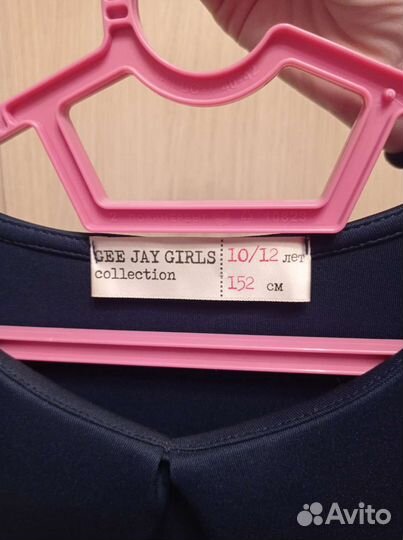 GEE JAY GIRLS 10/12 лет
collection 152 см
Avito